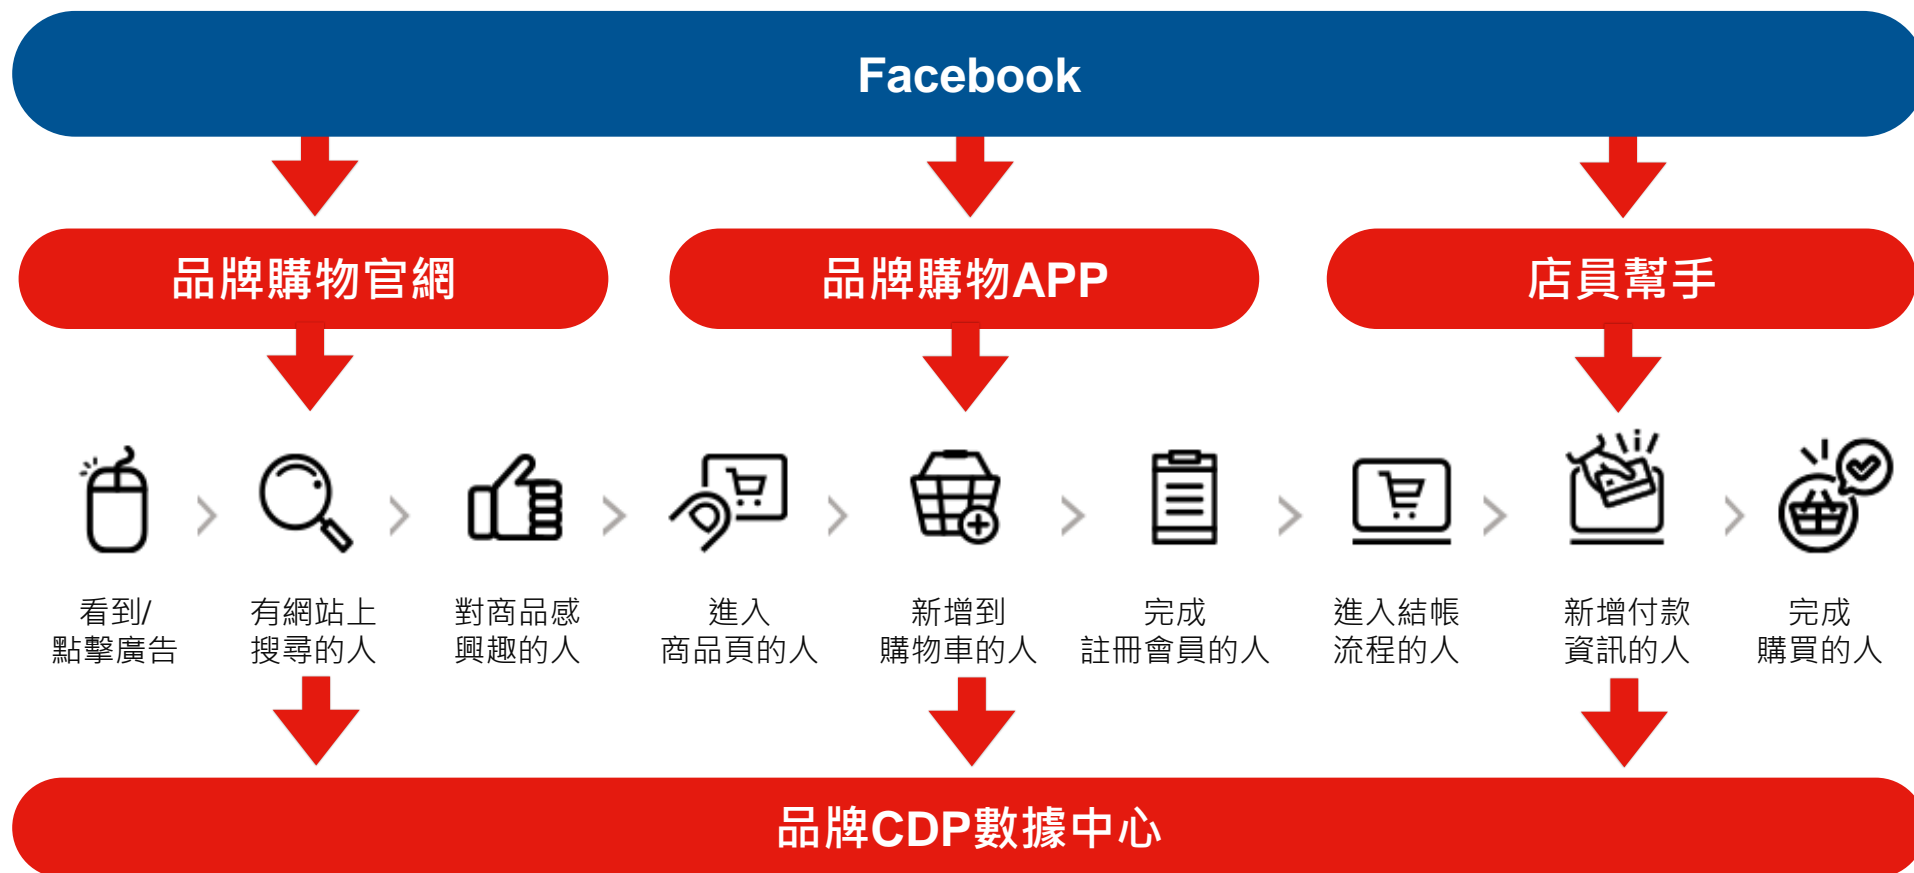 Facebook
品牌購物官網
品牌購物APP
店員幫手
看到/
點擊廣告
有網站上
搜尋的人
對商品感
興趣的人
進入
商品頁的人
新增到
購物車的人
完成
註冊會員的人
進入結帳
流程的人
新增付款
資訊的人
完成
購買的人
品牌CDP數據中心